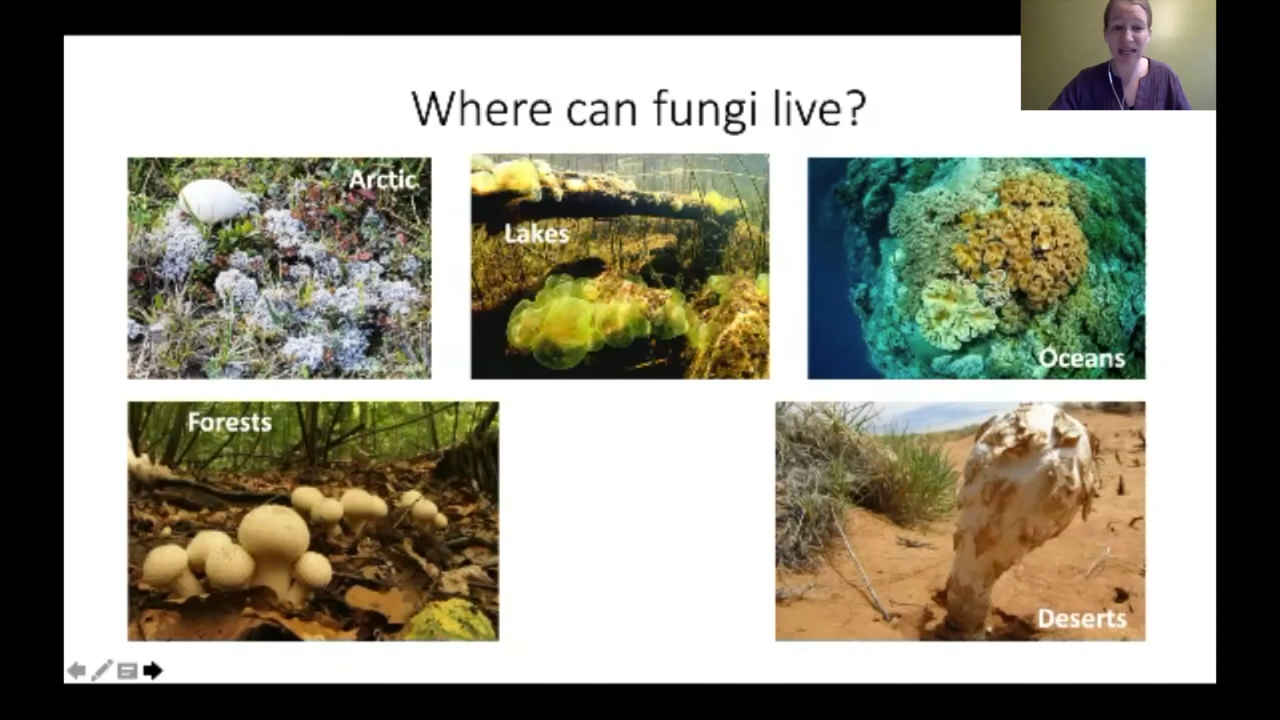 Where can fungi live?
Arctic
Lakes
Oceans
Forests
Deserts